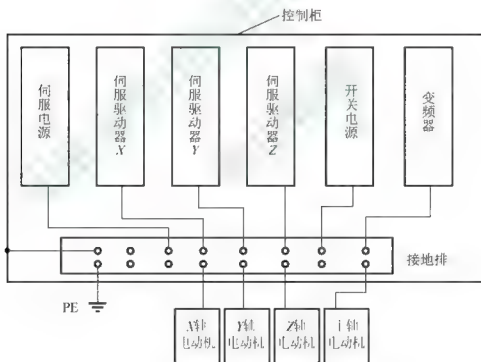 控制柜
伺服电源
伺服驱动器X
伺服驱动器Y
伺服驱动器Z
开关电源
变频器
接地排
PE
X轴
电动机
Y轴
电动机
Z轴
电动机
轴
电动机